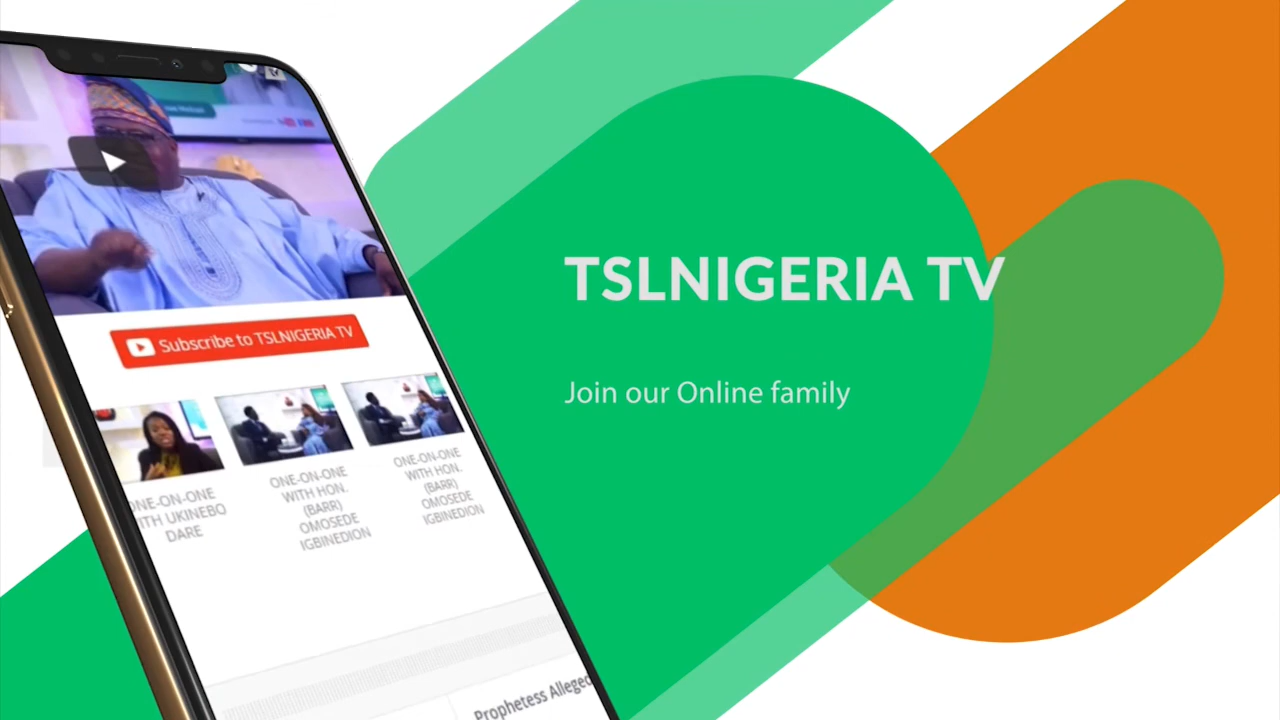 TSLNIGERIA TV
Join our Online family
Subscribe to TSLNIGERIA TV
ONE-ON-ONE
WITH UKINEBO
DARE
ONE-ON-ONE
WITH HON.
(BARR)
OMOSEDE
IGBINEDION
ONE-ON-ONE
WITH HON.
(BARR)
OMOSEDE
IGBINEDION
Prophetess